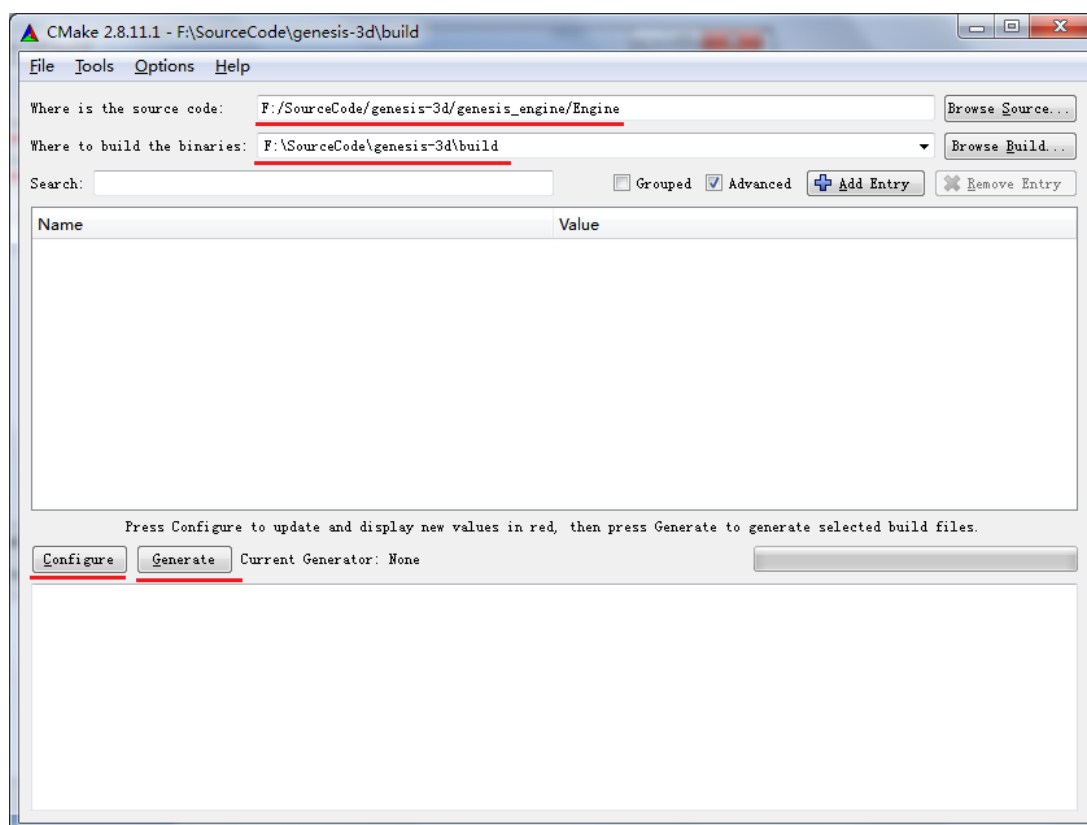 CMake 2.8.11.1 - F:\SourceCode\genesis-3d\build
File Tools Options Help
Where is the source code: F:/SourceCode/genesis-3d/genesis_engine/Engine Browse Source...
Where to build the binaries: F:\SourceCode\genesis-3d\build Browse Build...
Search: Grouped Advanced Add Entry Remove Entry
Name Value
Press Configure to update and display new values in red, then press Generate to generate selected build files.
Configure Generate Current Generator: None